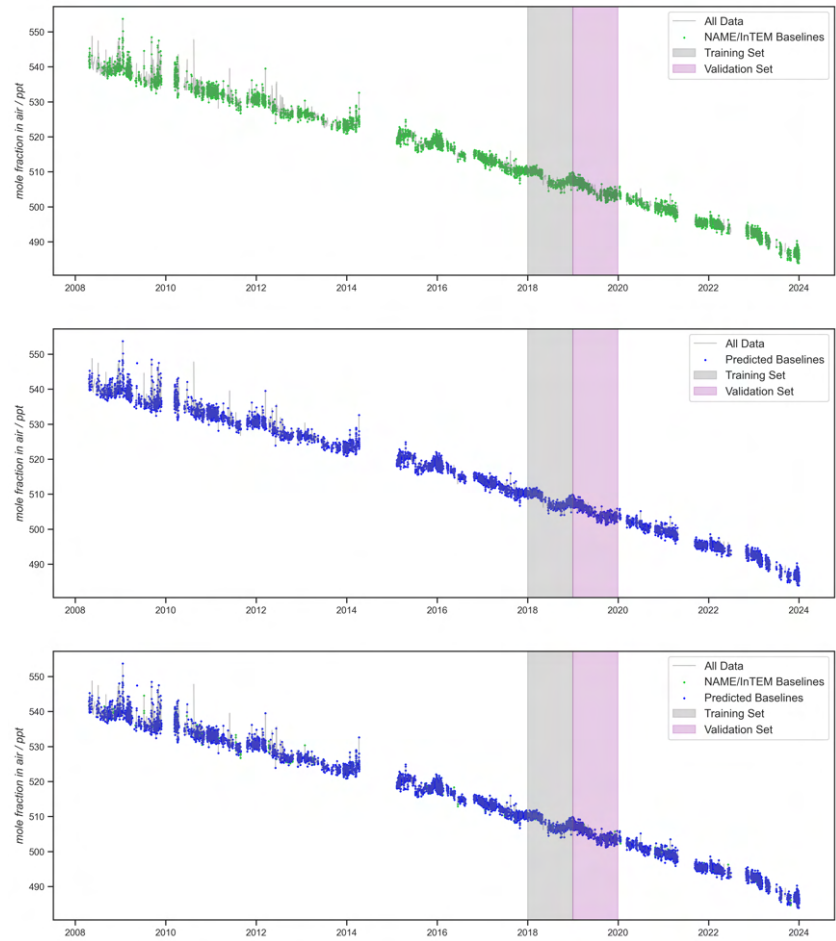 550
540
530
520
510
500
490
mole fraction in air / ppt
All Data
NAME/InTEM Baselines
Training Set
Validation Set
2008 2010 2012 2014 2016 2018 2020 2022 2024
550
540
530
520
510
500
490
mole fraction in air / ppt
All Data
Predicted Baselines
Training Set
Validation Set
2008 2010 2012 2014 2016 2018 2020 2022 2024
550
540
530
520
510
500
490
mole fraction in air / ppt
All Data
NAME/InTEM Baselines
Predicted Baselines
Training Set
Validation Set
2008 2010 2012 2014 2016 2018 2020 2022 2024